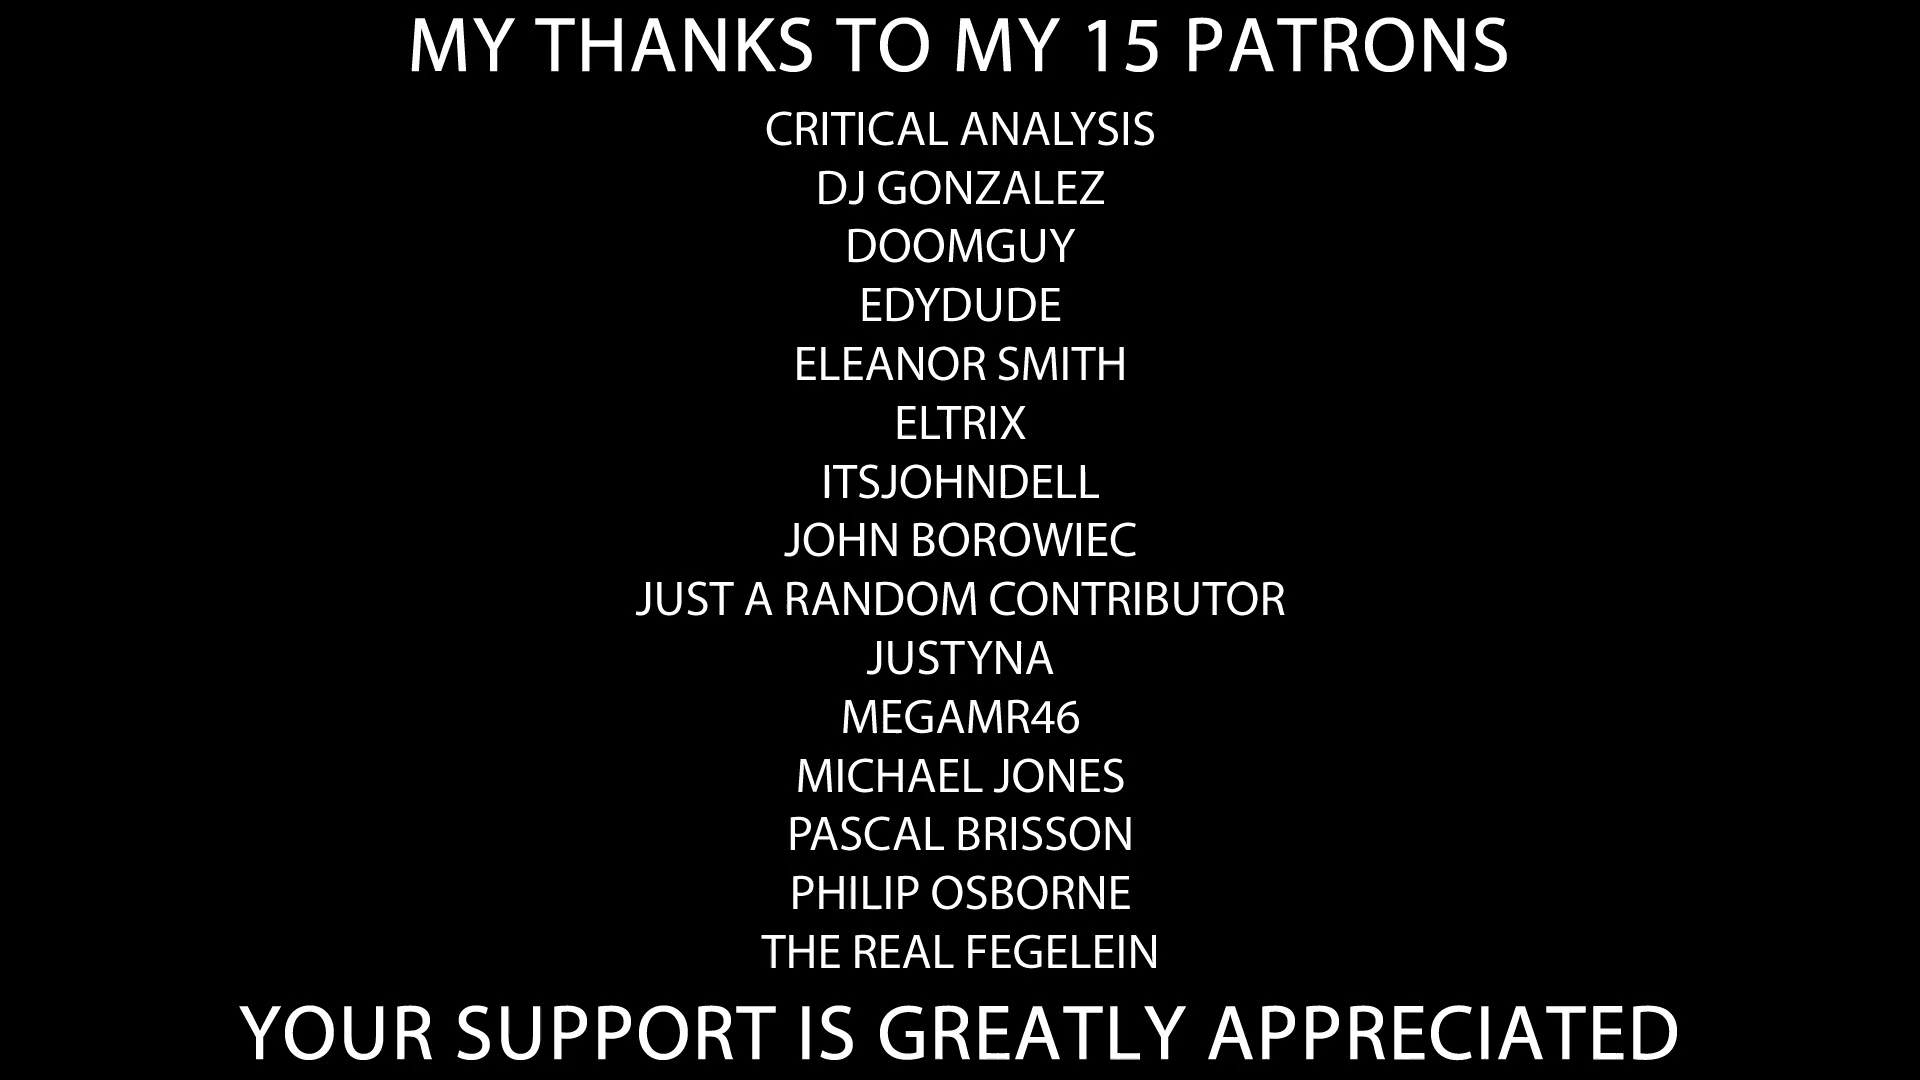 MY THANKS TO MY 15 PATRONS
CRITICAL ANALYSIS
DJ GONZALEZ
DOOMGUY
EDYDUDE
ELEANOR SMITH
ELTRIX
ITSJOHNDELL
JOHN BOROWIEC
JUST A RANDOM CONTRIBUTOR
JUSTYNA
MEGAMR46
MICHAEL JONES
PASCAL BRISSON
PHILIP OSBORNE
THE REAL FEGELEIN
YOUR SUPPORT IS GREATLY APPRECIATED